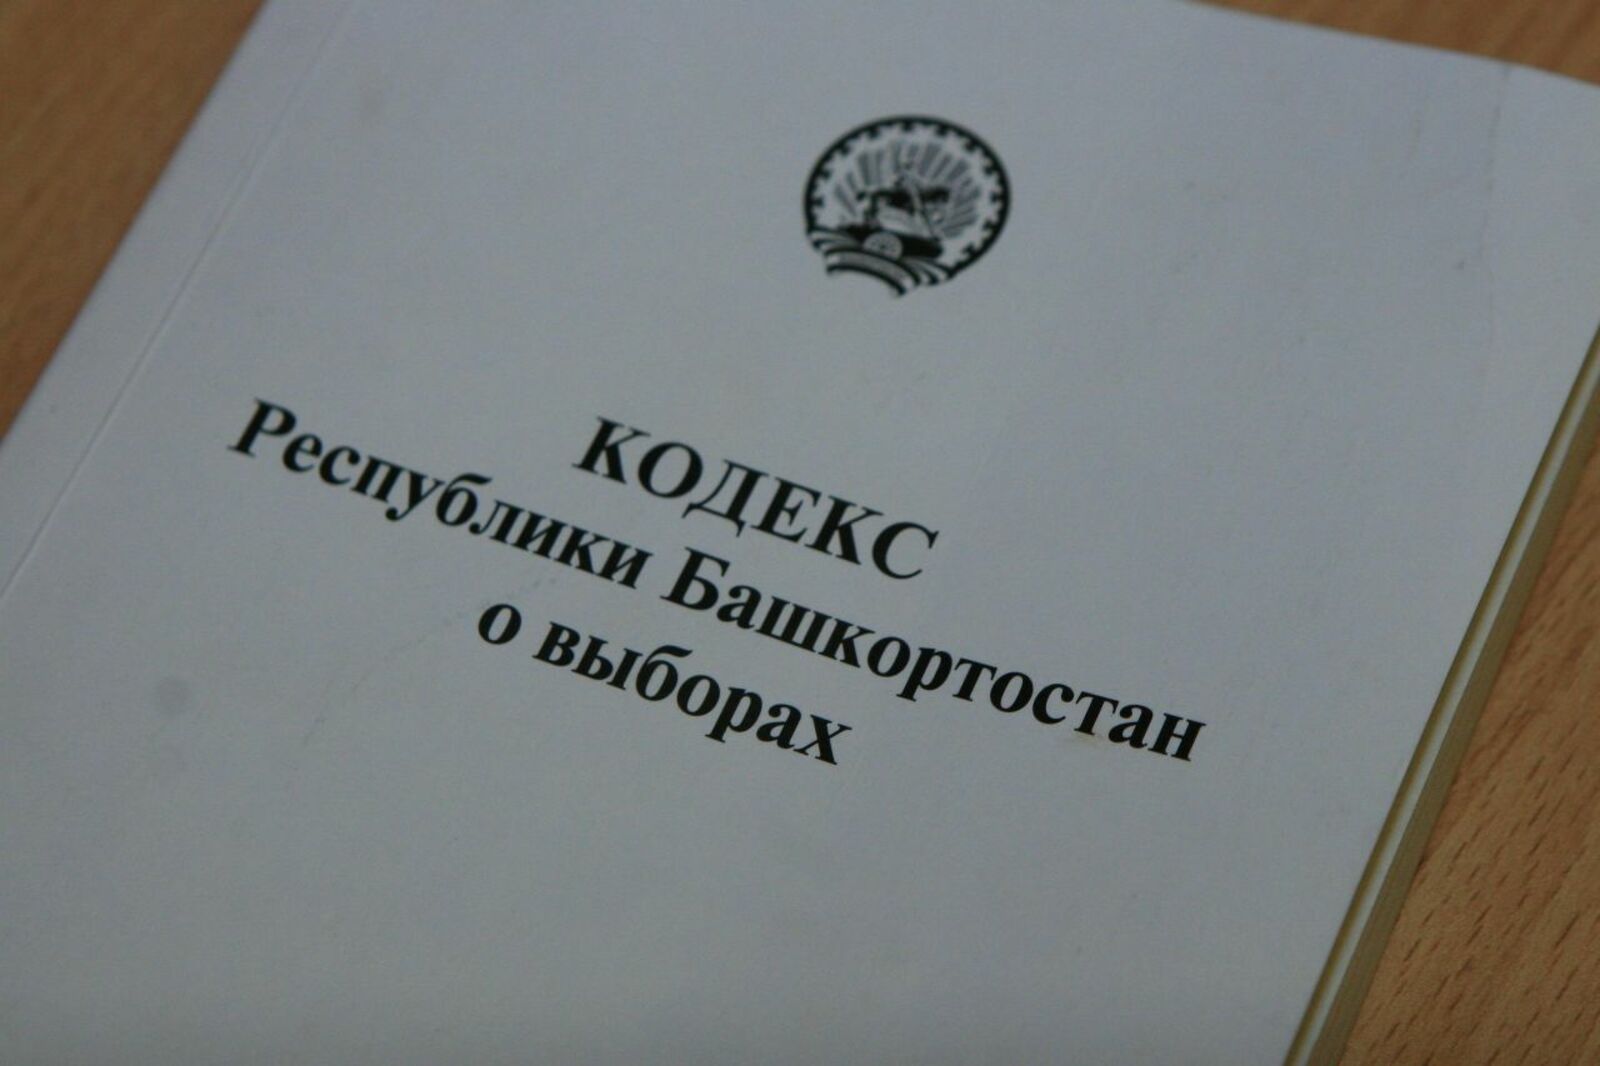 КОДЕКС
Республики Башкортостан
о выборах